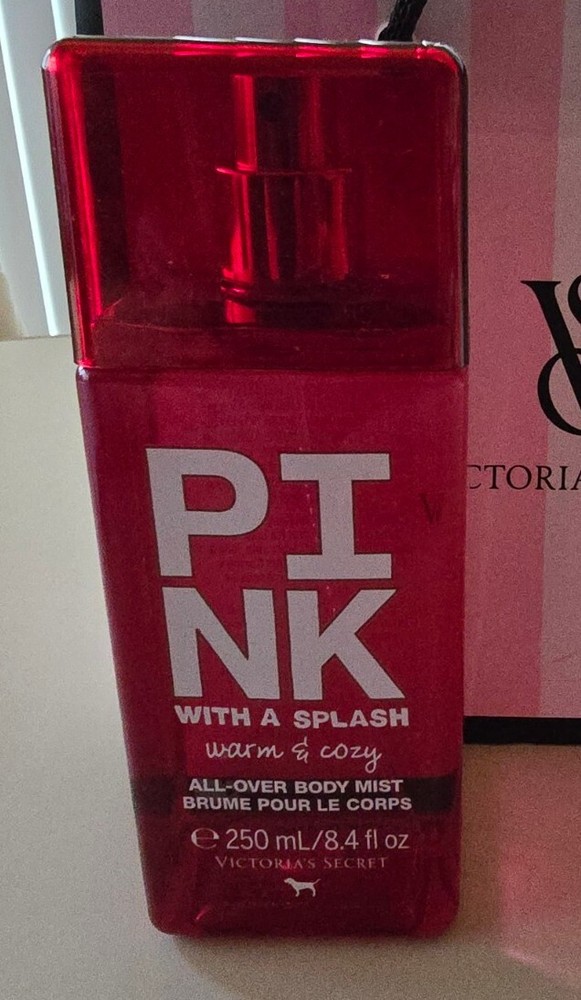 PI
NK
WITH A SPLASH
warm & cozy
ALL-OVER BODY MIST
BRUME POUR LE CORPS
℮ 250 mL/8.4 fl oz
VICTORIA'S SECRET
VS
CTORIA